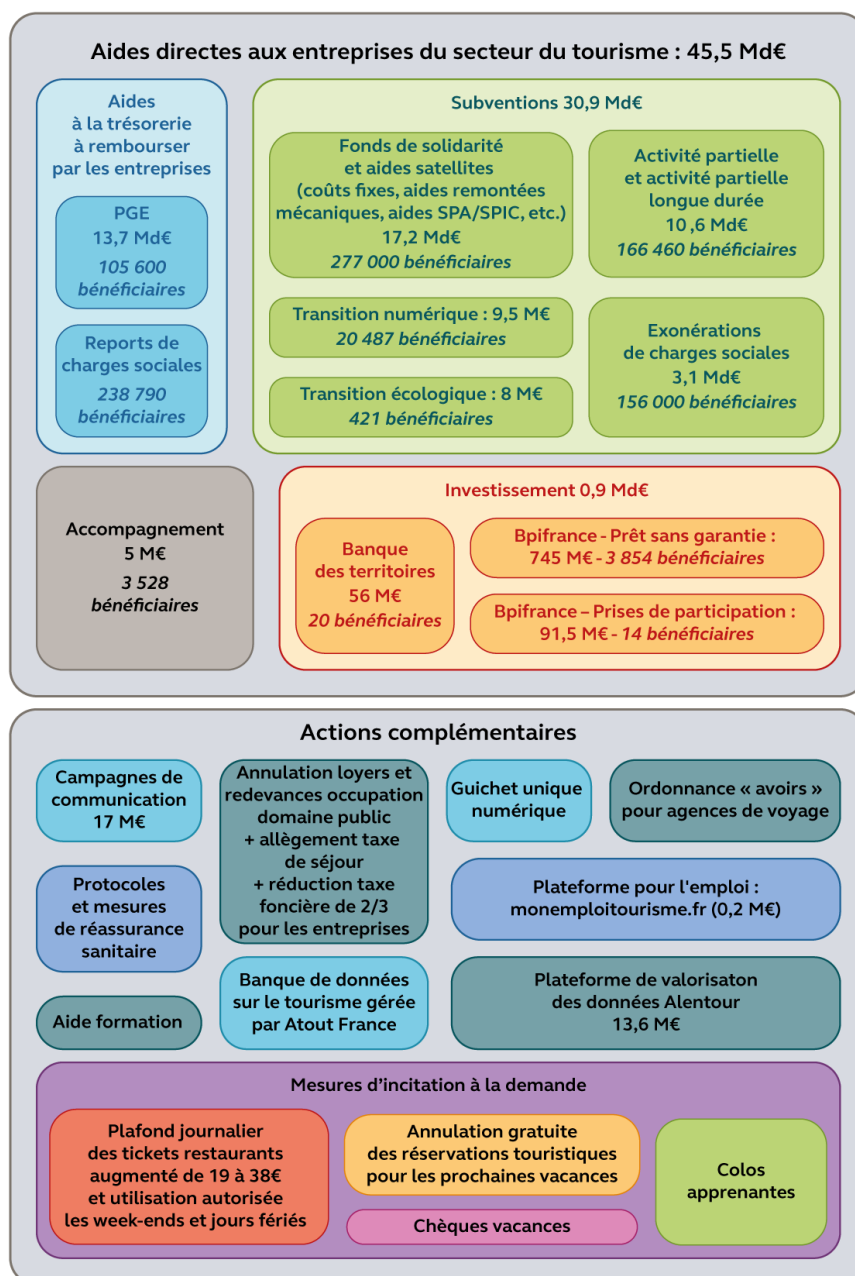 Aides directes aux entreprises du secteur du tourisme : 45,5 Md€
Aides
à la trésorerie
à rembourser
par les entreprises
PGE
13,7 Md€
105 600
bénéficiaires
Reports de
charges sociales
238 790
bénéficiaires
Subventions 30,9 Md€
Fonds de solidarité
et aides satellites
(coûts fixes, aides remontées
mécaniques, aides SPA/SPIC, etc.)
17,2 Md€
277 000 bénéficiaires
Activité partielle
et activité partielle
longue durée
10 ,6 Md€
166 460 bénéficiaires
Transition numérique : 9,5 M€
20 487 bénéficiaires
Transition écologique : 8 M€
421 bénéficiaires
Exonérations
de charges sociales
3,1 Md€
156 000 bénéficiaires
Accompagnement
5 M€
3 528
bénéficiaires
Investissement 0,9 Md€
Banque
des territoires
56 M€
20 bénéficiaires
Bpifrance - Prêt sans garantie :
745 M€ - 3 854 bénéficiaires
Bpifrance – Prises de participation :
91,5 M€ - 14 bénéficiaires
Actions complémentaires
Campagnes de
communication
17 M€
Annulation loyers et
redevances occupation
domaine public
+ allègement taxe
de séjour
+ réduction taxe
foncière de 2/3
pour les entreprises
Guichet unique
numérique
Ordonnance « avoirs »
pour agences de voyage
Protocoles
et mesures
de réassurance
sanitaire
Plateforme pour l'emploi :
monemploitourisme.fr (0,2 M€)
Aide formation
Banque de données
sur le tourisme gérée
par Atout France
Plateforme de valorisaton
des données Alentour
13,6 M€
Mesures d'incitation à la demande
Plafond journalier
des tickets restaurants
augmenté de 19 à 38€
et utilisation autorisée
les week-ends et jours fériés
Annulation gratuite
des réservations touristiques
pour les prochaines vacances
Chèques vacances
Colos
apprenantes